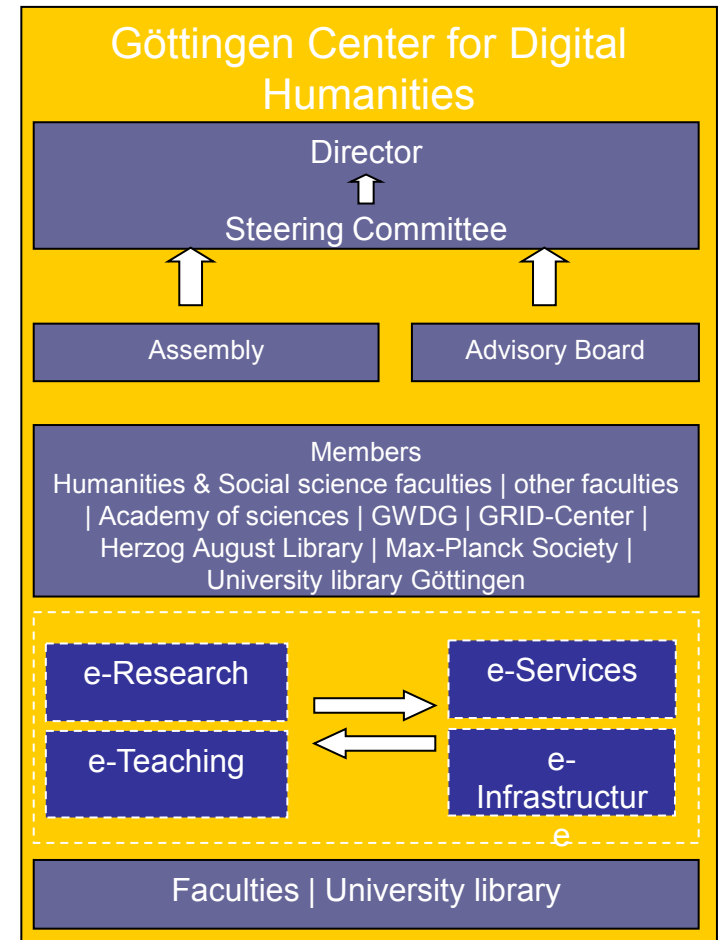 Göttingen Center for Digital
Humanities
Director
Steering Committee
Assembly
Advisory Board
Members
Humanities & Social science faculties | other faculties
| Academy of sciences | GWDG | GRID-Center |
Herzog August Library | Max-Planck Society |
University library Göttingen
e-Research
e-Services
e-Teaching
e-
Infrastructur
e
Faculties | University library